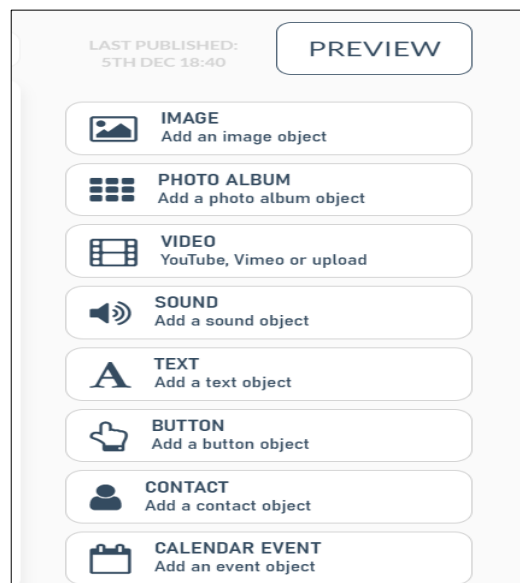 LAST PUBLISHED:
5TH DEC 18:40
PREVIEW
IMAGE
Add an image object
PHOTO ALBUM
Add a photo album object
VIDEO
YouTube, Vimeo or upload
SOUND
Add a sound object
TEXT
Add a text object
BUTTON
Add a button object
CONTACT
Add a contact object
CALENDAR EVENT
Add an event object